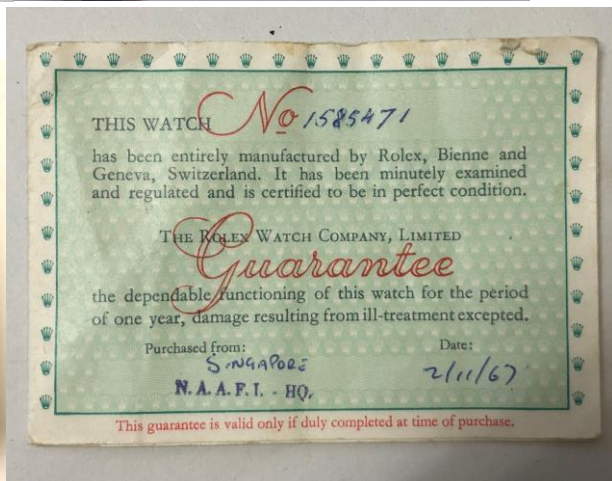 THIS WATCH No 1585471
has been entirely manufactured by Rolex, Bienne and
Geneva, Switzerland. It has been minutely examined
and regulated and is certified to be in perfect condition.
THE ROLEX WATCH COMPANY, LIMITED
Guarantee
the dependable functioning of this watch for the period
of one year, damage resulting from ill-treatment excepted.
Purchased from: Date:
SINGAPORE 2/11/67
N.A.A.F.I. - HQ.
This guarantee is valid only if duly completed at time of purchase.